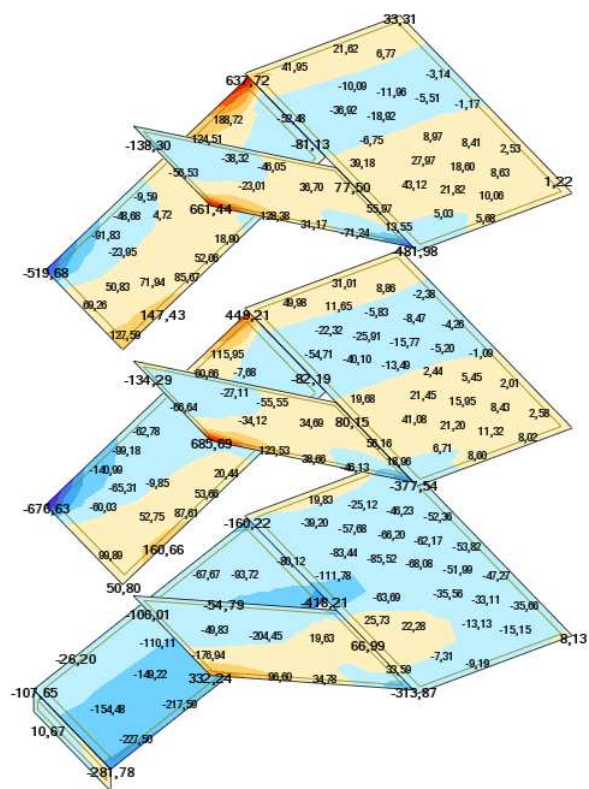 33,31
21,62 6,77
41,95 -3,14
637,72 -10,09 -11,96 -5,51
-1,17
-36,92 -18,92
188,72 -52,48
124,51 -6,75 8,97 8,41 2,53
-138,30 -81,13
-38,32 -46,05 39,18 27,97 18,60 8,63
-56,53
-23,01 36,70 77,50 43,12 21,82 10,06 1,22
-9,59
661,44 128,38 55,97 5,03 5,68
-48,68 4,72
31,17 -71,24 13,55
-91,83 18,90
-23,95 -481,98
52,06
-519,68
50,83 71,94 85,67
69,26
147,43
127,59
31,01 8,86 -2,38
49,98 11,65 -5,83
449,21 -8,47 -4,26
-22,32 -25,91 -15,77
115,95 -54,71 -40,10 -5,20 -1,09
-13,49
60,66 -7,68 2,44 5,45 2,01
-134,29 -82,19
-27,11 -55,55 19,68 21,45 15,95 8,43
-66,64
-34,12 34,69 80,15 41,08 21,20 11,32 2,58
-62,78
685,69 123,53 56,16 6,71 8,60 8,02
-99,18
38,66 46,13 18,96
-140,99 20,44
-65,31 -9,85 -377,54
53,66
-676,63 -60,03
52,75 87,61
19,83 -25,12 -46,23 -52,36
-160,22 -39,20 -57,68
99,89 160,66 -66,20 -62,17 -53,82
-83,44 -85,52 -68,08
80,12 -51,99 -47,27
50,80 -67,67 -93,72 -111,78
-35,56 -33,11 -35,66
-106,01 -54,79 -418,21 -63,69
-49,83 -204,45 19,63 25,73 22,28 -13,13 -15,15
-110,11 66,99 8,13
-176,94
-26,20 -7,31 -9,19
-149,22 332,24 96,60 34,78 33,59
-107,65 -313,87
-154,48 -217,59
10,67
-227,50
-281,78